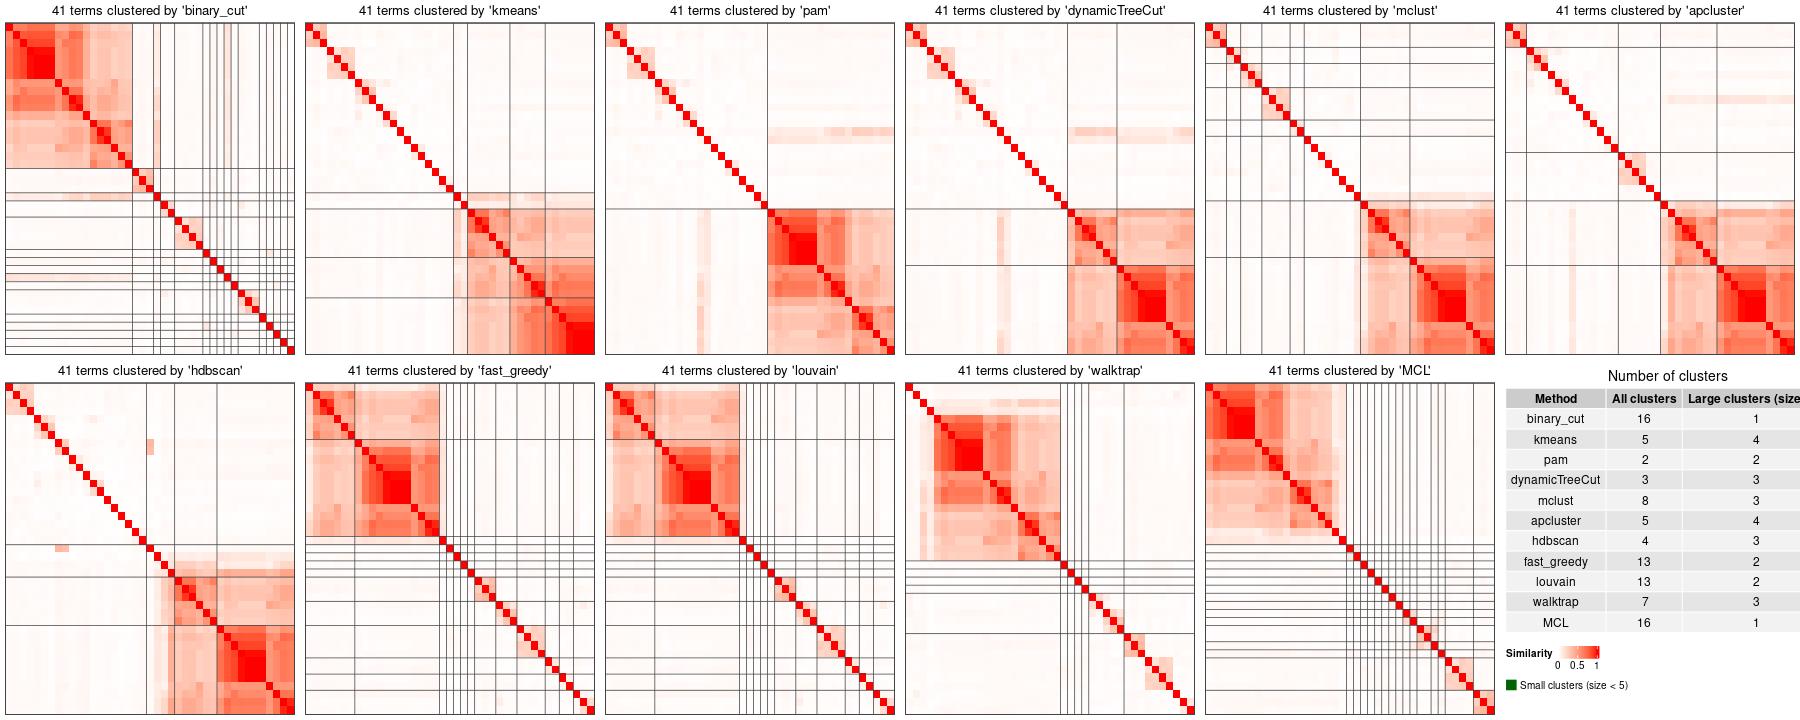 41 terms clustered by 'binary_cut'
41 terms clustered by 'kmeans'
41 terms clustered by 'pam'
41 terms clustered by 'dynamicTreeCut'
41 terms clustered by 'mclust'
41 terms clustered by 'apcluster'
41 terms clustered by 'hdbscan'
41 terms clustered by 'fast_greedy'
41 terms clustered by 'louvain'
41 terms clustered by 'walktrap'
41 terms clustered by 'MCL'
Number of clusters
Method All clusters Large clusters (size
binary_cut 16 1
kmeans 5 4
pam 2 2
dynamicTreeCut 3 3
mclust 8 3
apcluster 5 4
hdbscan 4 3
fast_greedy 13 2
louvain 13 2
walktrap 7 3
MCL 16 1
Similarity
0 0.5 1
Small clusters (size < 5)